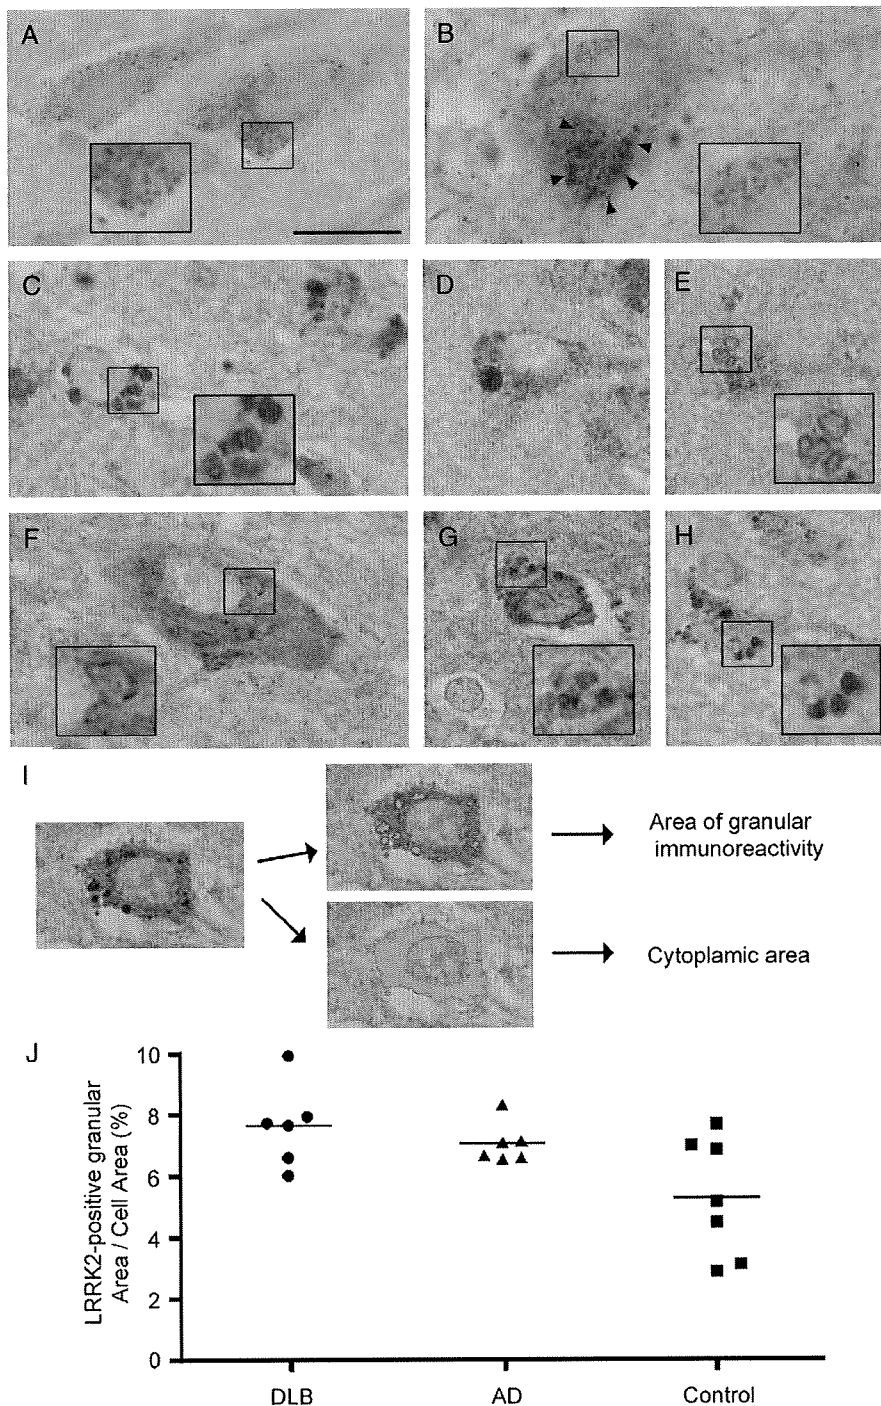 A
B
C
D
E
F
G
H
I
Area of granular
immunoreactivity
Cytoplamic area
J
LRRK2-positive granular
Area / Cell Area (%)
10
8
6
4
2
0
DLB
AD
Control